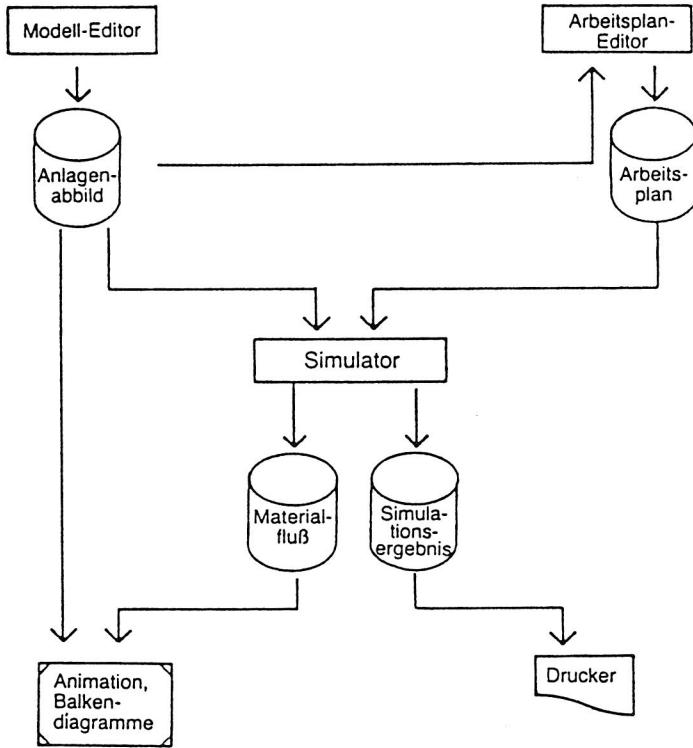 Modell-Editor
Arbeitsplan-
Editor
Anlagen-
abbild
Arbeits-
plan
Simulator
Material-
fluß
Simula-
tions-
ergebnis
Animation,
Balken-
diagramme
Drucker